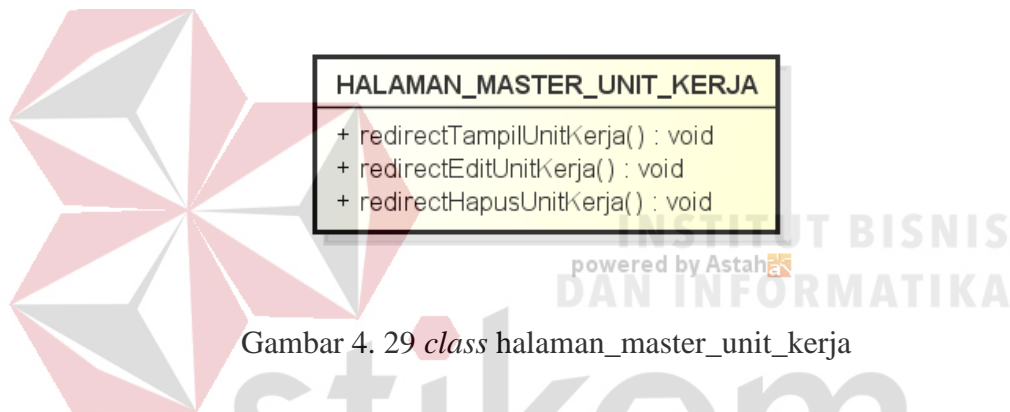 HALAMAN_MASTER_UNIT_KERJA
+ redirectTampilUnitKerja() : void
+ redirectEditUnitKerja() : void
+ redirectHapusUnitKerja() : void
INSTITUT BISNIS
powered by Astah
DAN INFORMATIKA
Gambar 4. 29 class halaman_master_unit_kerja
stikom